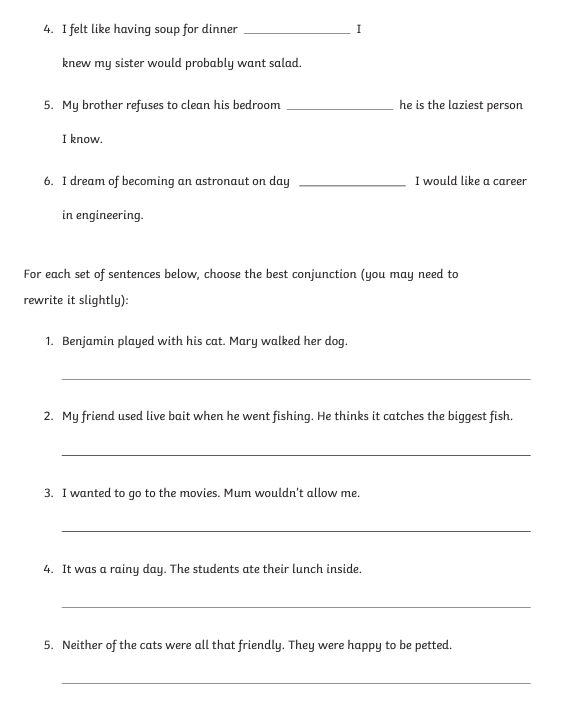 4. I felt like having soup for dinner ________________ I
knew my sister would probably want salad.
5. My brother refuses to clean his bedroom ________________ he is the laziest person
I know.
6. I dream of becoming an astronaut on day ________________ I would like a career
in engineering.
For each set of sentences below, choose the best conjunction (you may need to
rewrite it slightly):
1. Benjamin played with his cat. Mary walked her dog.
2. My friend used live bait when he went fishing. He thinks it catches the biggest fish.
3. I wanted to go to the movies. Mum wouldn't allow me.
4. It was a rainy day. The students ate their lunch inside.
5. Neither of the cats were all that friendly. They were happy to be petted.